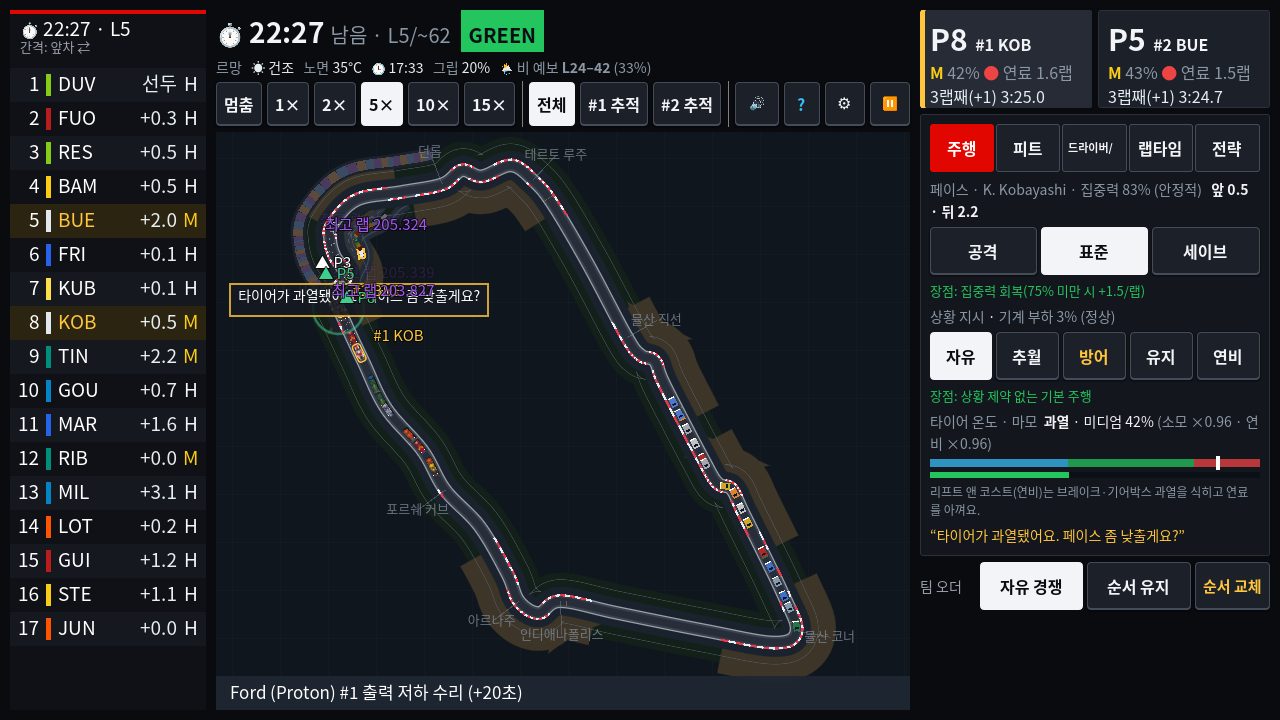 22:27 · L5
간격: 앞차 ⇄
1 DUV 선두 H
2 FUO +0.3 H
3 RES +0.5 H
4 BAM +0.5 H
5 BUE +2.0 M
6 FRI +0.1 H
7 KUB +0.1 H
8 KOB +0.5 M
9 TIN +2.2 M
10 GOU +0.7 H
11 MAR +1.6 H
12 RIB +0.0 M
13 MIL +3.1 H
14 LOT +0.2 H
15 GUI +1.2 H
16 STE +1.1 H
17 JUN +0.0 H
22:27 남음 · L5/~62 GREEN
르망 건조 노면 35°C 17:33 그립 20% 비 예보 L24–42 (33%)
멈춤 1× 2× 5× 10× 15× 전체 #1 추적 #2 추적 ?
던롭
테르트 루주
최고 랩 205.324
P3
P5
205.339
최고 랩 203.827
타이어가 과열됐어
좀 낮출게요?
#1 KOB
물산 직선
포르쉐 커브
아르나주
인디애나폴리스
물산 코너
Ford (Proton) #1 출력 저하 수리 (+20초)
P8 #1 KOB
M 42% 연료 1.6랩
3랩째(+1) 3:25.0
P5 #2 BUE
M 43% 연료 1.5랩
3랩째(+1) 3:24.7
주행 피트 드라이버/ 랩타임 전략
페이스 · K. Kobayashi · 집중력 83% (안정적) 앞 0.5
· 뒤 2.2
공격 표준 세이브
장점: 집중력 회복(75% 미만 시 +1.5/랩)
상황 지시 · 기계 부하 3% (정상)
자유 추월 방어 유지 연비
장점: 상황 제약 없는 기본 주행
타이어 온도 · 마모 과열 · 미디엄 42% (소모 ×0.96 · 연
비 ×0.96)
리프트 앤 코스트(연비)는 브레이크·기어박스 과열을 식히고 연료
를 아껴요.
“타이어가 과열됐어요. 페이스 좀 낮출게요?”
팀 오더 자유 경쟁 순서 유지 순서 교체